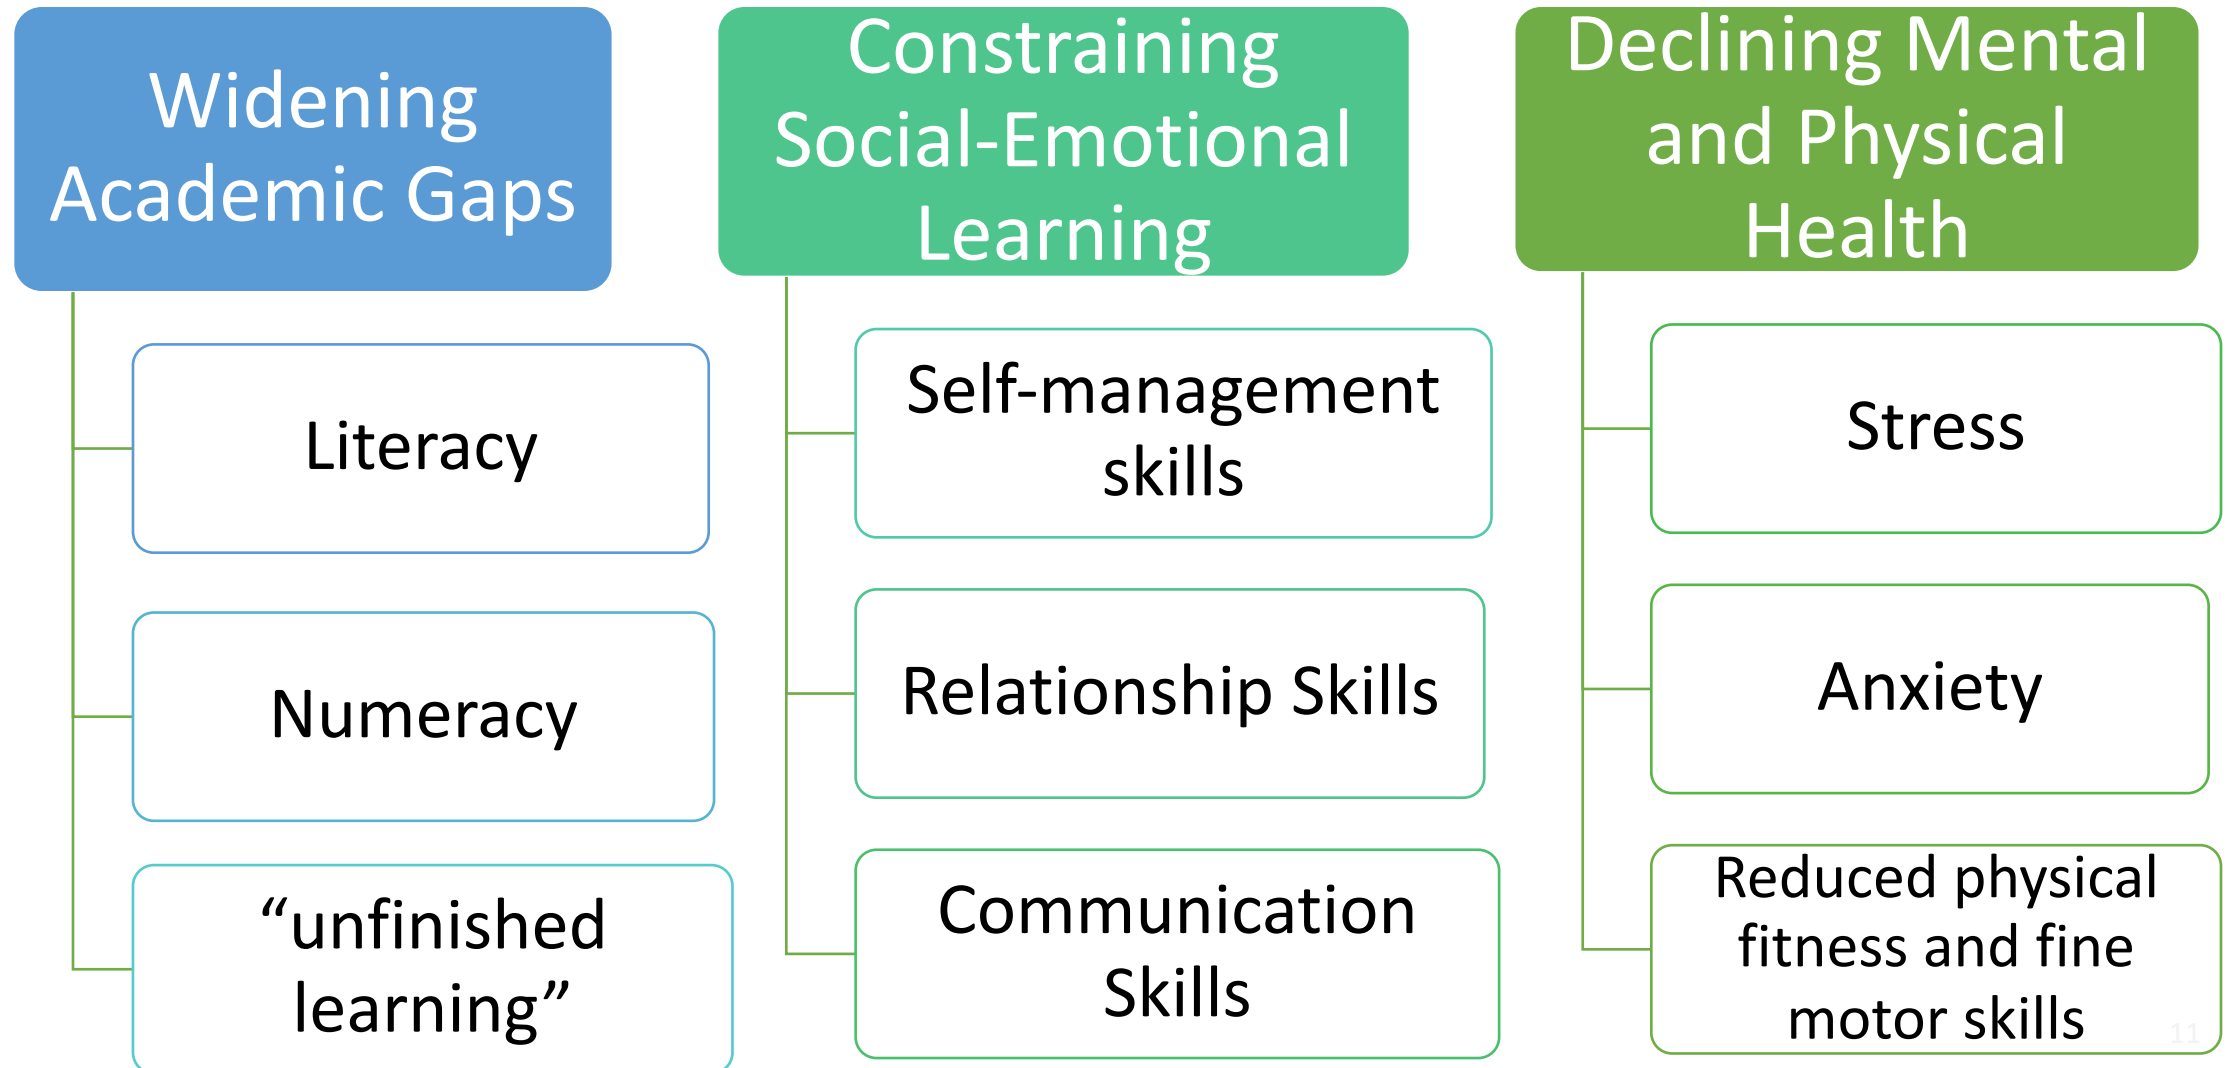 Widening
Academic Gaps
Literacy
Numeracy
“unfinished
learning”
Constraining
Social-Emotional
Learning
Self-management
skills
Relationship Skills
Communication
Skills
Declining Mental
and Physical
Health
Stress
Anxiety
Reduced physical
fitness and fine
motor skills
11